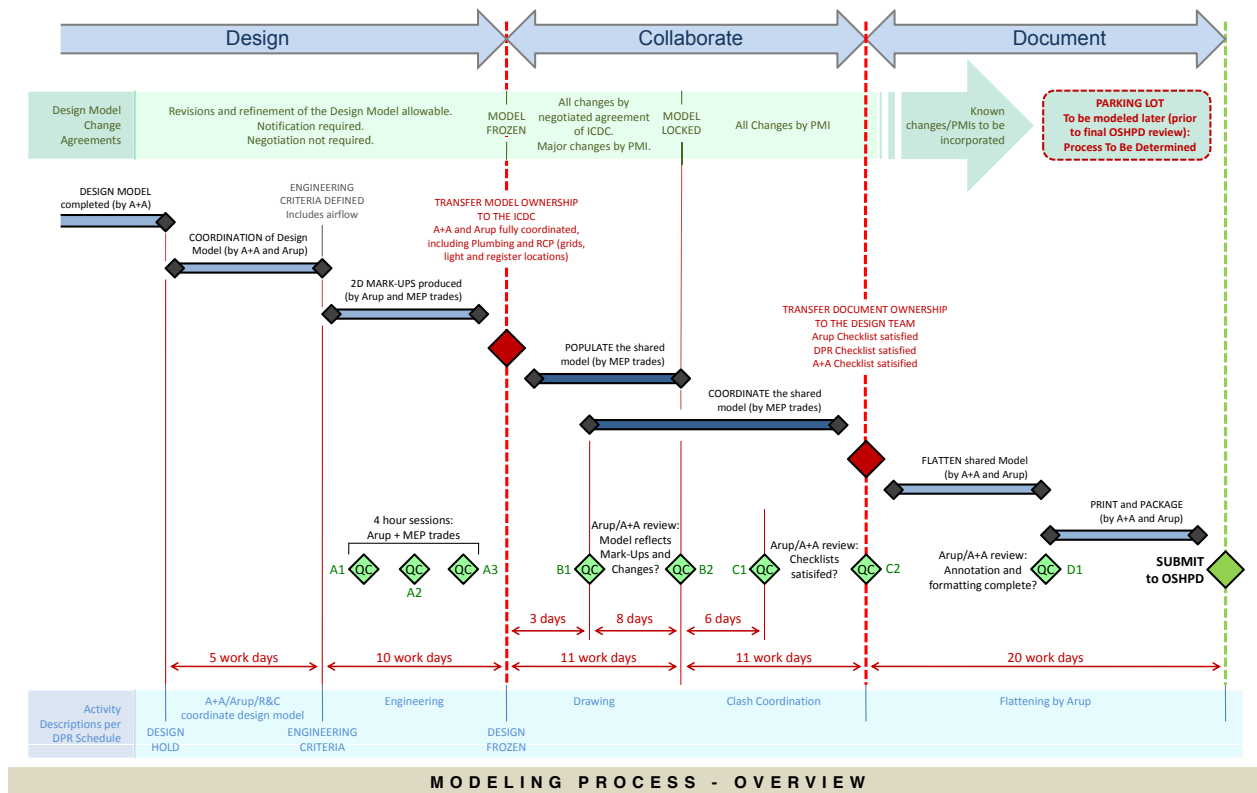 Design
Collaborate
Document
Design Model
Change
Agreements
Revisions and refinement of the Design Model allowable.
Notification required.
Negotiation not required.
MODEL
FROZEN
All changes by
negotiated agreement
of ICDC.
Major changes by PMI.
MODEL
LOCKED
All Changes by PMI
Known
changes/PMIs to be
incorporated
PARKING LOT
To be modeled later (prior
to final OSHPD review):
Process To Be Determined
DESIGN MODEL
completed (by A+A)
ENGINEERING
CRITERIA DEFINED
Includes airflow
TRANSFER MODEL OWNERSHIP
TO THE ICDC
A+A and Arup fully coordinated,
including Plumbing and RCP (grids,
light and register locations)
COORDINATION of Design
Model (by A+A and Arup)
2D MARK-UPS produced
(by Arup and MEP trades)
TRANSFER DOCUMENT OWNERSHIP
TO THE DESIGN TEAM
Arup Checklist satisfied
DPR Checklist satisfied
A+A Checklist satisified
POPULATE the shared
model (by MEP trades)
COORDINATE the shared
model (by MEP trades)
FLATTEN shared Model
(by A+A and Arup)
PRINT and PACKAGE
(by A+A and Arup)
4 hour sessions:
Arup + MEP trades
A1
QC
QC
A2
QC
A3
Arup/A+A review:
Model reflects
Mark-Ups and
Changes?
B1
QC
QC
B2
Arup/A+A review:
Checklists
satisifed?
C1
QC
QC
C2
Arup/A+A review:
Annotation and
formatting complete?
QC
D1
SUBMIT
to OSHPD
3 days
8 days
6 days
5 work days
10 work days
11 work days
11 work days
20 work days
Activity
Descriptions per
DPR Schedule
A+A/Arup/R&C
coordinate design model
Engineering
Drawing
Clash Coordination
Flattening by Arup
DESIGN
HOLD
ENGINEERING
CRITERIA
DESIGN
FROZEN
MODELING PROCESS - OVERVIEW